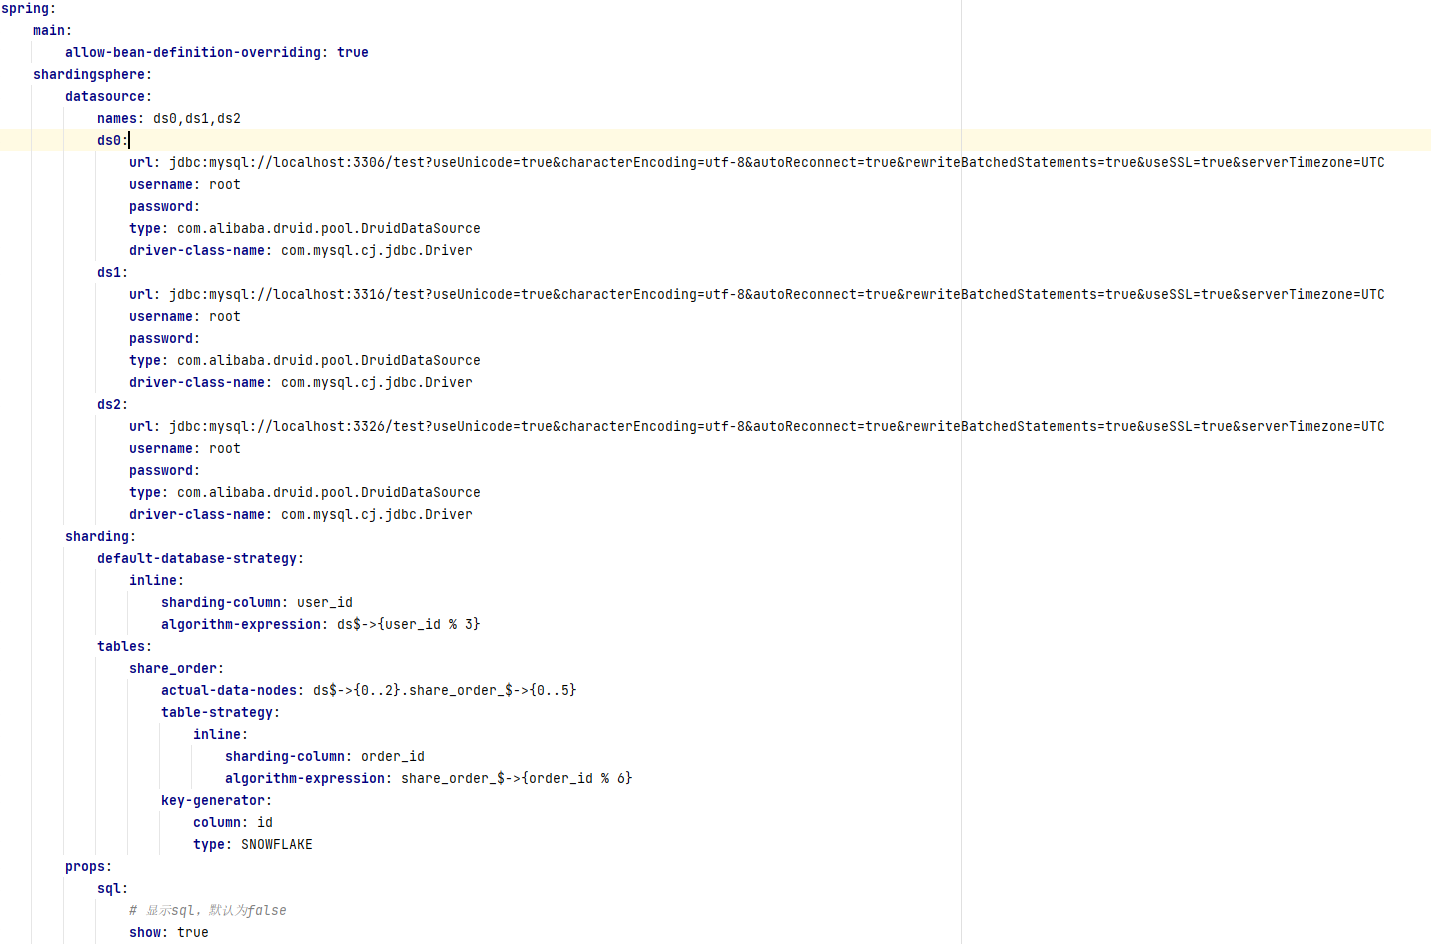 spring:
    main:
        allow-bean-definition-overriding: true
    shardingsphere:
        datasource:
            names: ds0,ds1,ds2
            ds0:
                url: jdbc:mysql://localhost:3306/test?useUnicode=true&characterEncoding=utf-8&autoReconnect=true&rewriteBatchedStatements=true&useSSL=true&serverTimezone=UTC
                username: root
                password:
                type: com.alibaba.druid.pool.DruidDataSource
                driver-class-name: com.mysql.cj.jdbc.Driver
            ds1:
                url: jdbc:mysql://localhost:3316/test?useUnicode=true&characterEncoding=utf-8&autoReconnect=true&rewriteBatchedStatements=true&useSSL=true&serverTimezone=UTC
                username: root
                password:
                type: com.alibaba.druid.pool.DruidDataSource
                driver-class-name: com.mysql.cj.jdbc.Driver
            ds2:
                url: jdbc:mysql://localhost:3326/test?useUnicode=true&characterEncoding=utf-8&autoReconnect=true&rewriteBatchedStatements=true&useSSL=true&serverTimezone=UTC
                username: root
                password:
                type: com.alibaba.druid.pool.DruidDataSource
                driver-class-name: com.mysql.cj.jdbc.Driver
        sharding:
            default-database-strategy:
                inline:
                    sharding-column: user_id
                    algorithm-expression: ds$->{user_id % 3}
            tables:
                share_order:
                    actual-data-nodes: ds$->{0..2}.share_order_$->{0..5}
                    table-strategy:
                        inline:
                            sharding-column: order_id
                            algorithm-expression: share_order_$->{order_id % 6}
                    key-generator:
                        column: id
                        type: SNOWFLAKE
        props:
            sql:
                # 显示sql，默认为false
                show: true